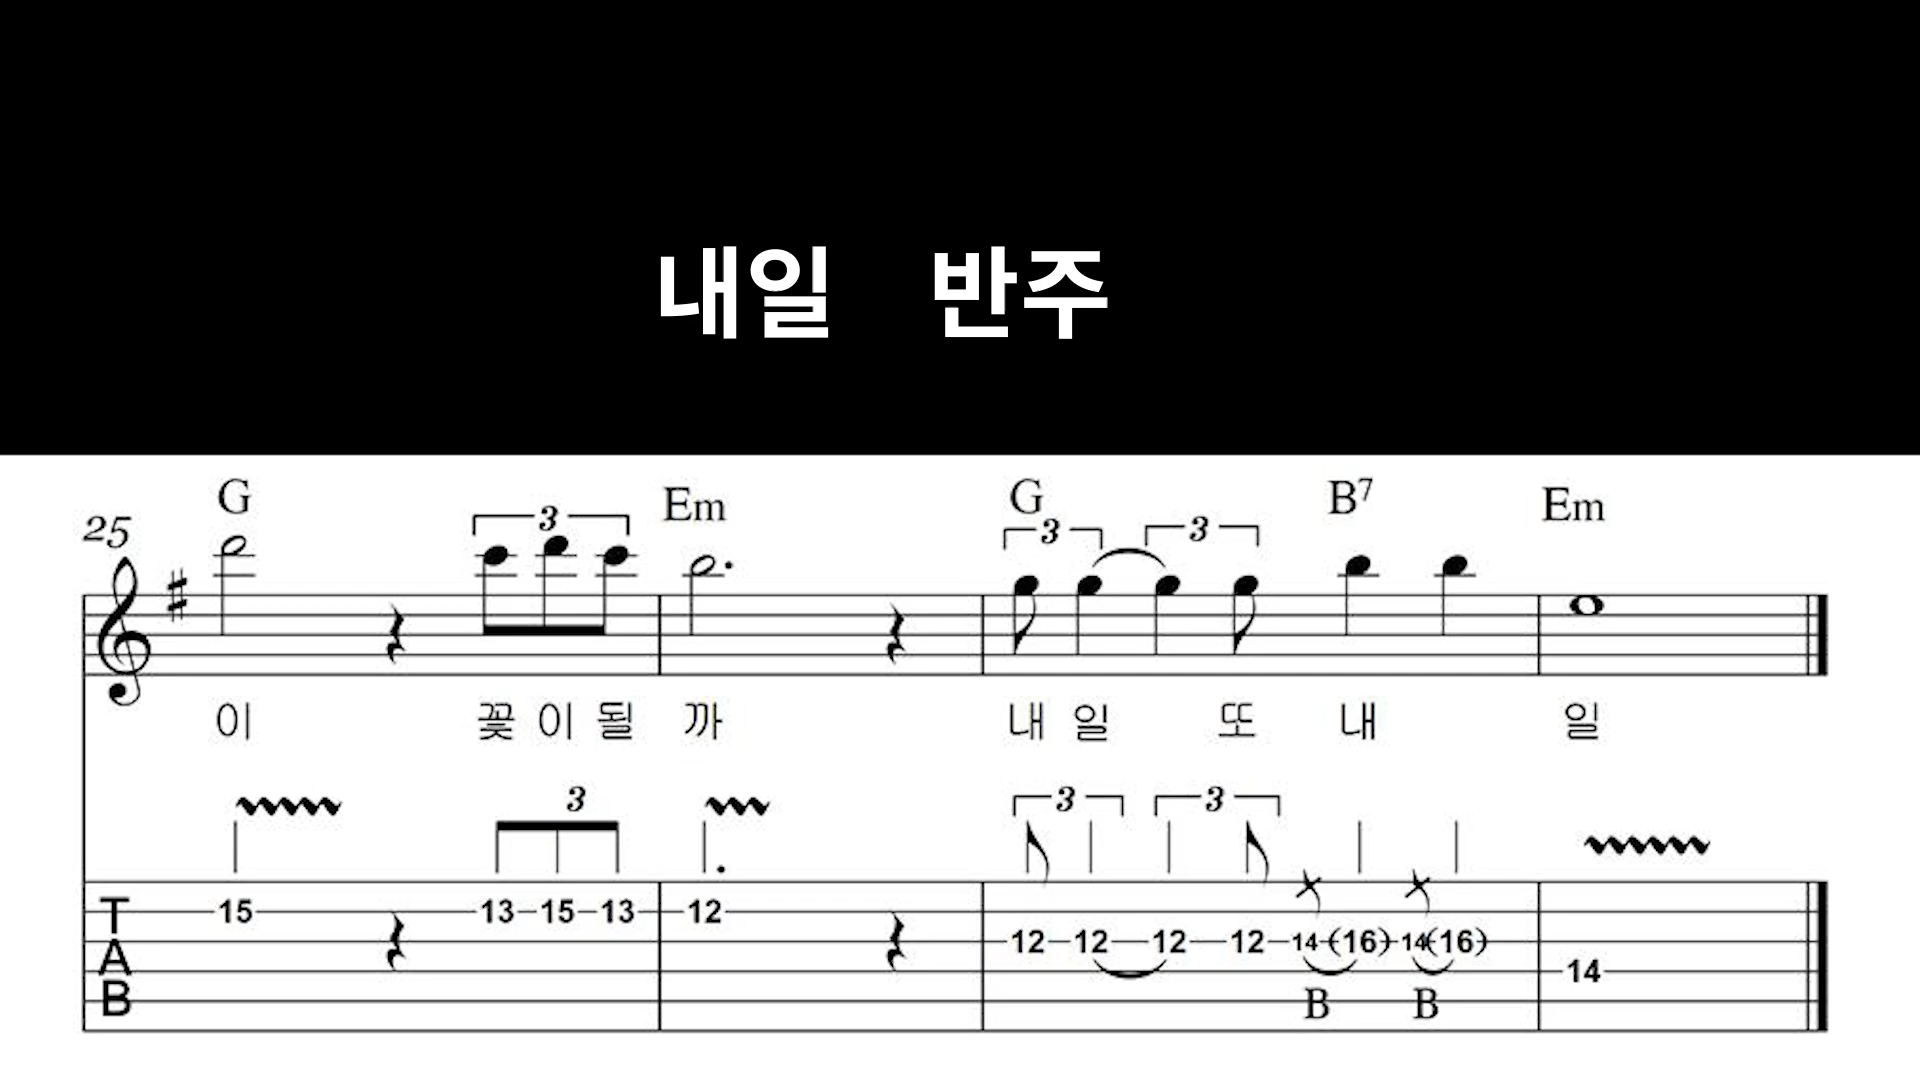 내일 반주
G Em G B7 Em
25 3 3 3
이 꽃 이 될 까 내 일 또 내 일
3 3 3
T 15 13 15 13 12
A 12 12 12 12 14 (16) 14 (16)
14
B
B B